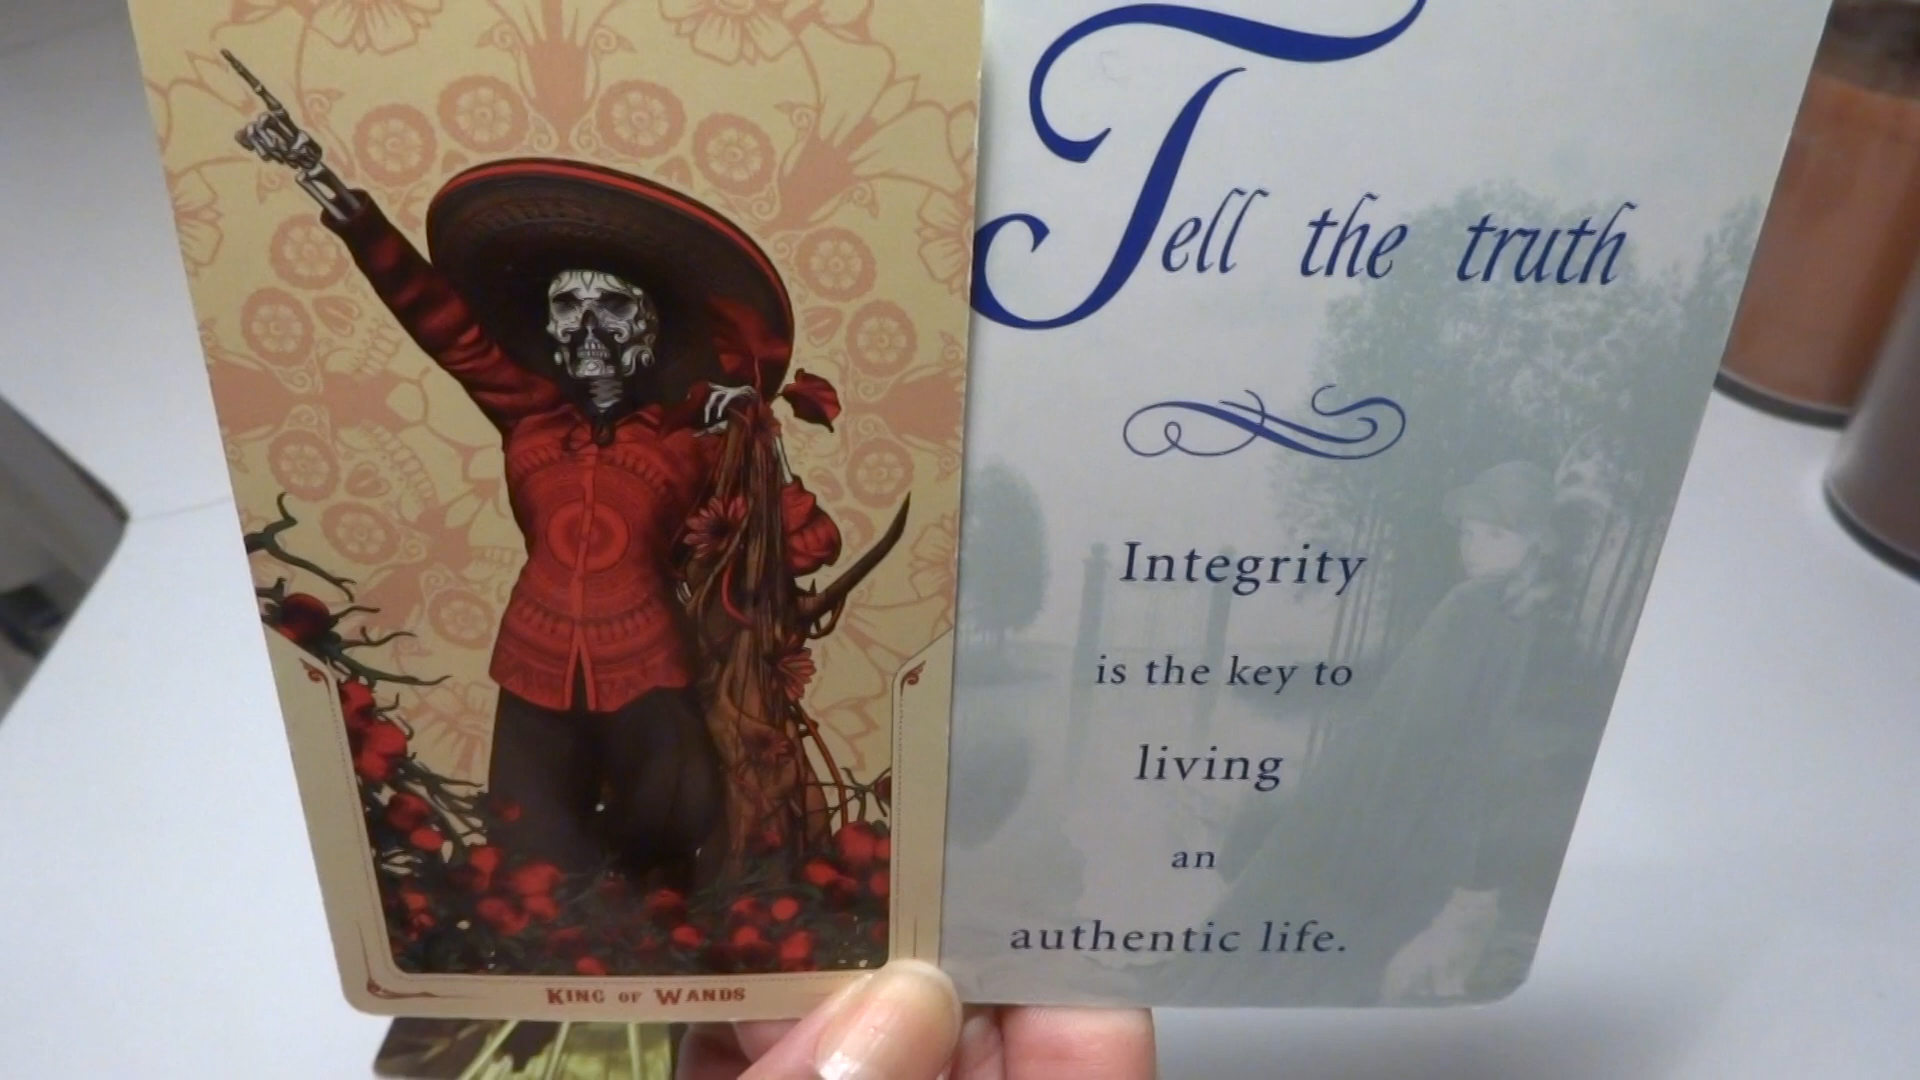 King of Wands
Tell the truth
Integrity
is the key to
living
an
authentic life.